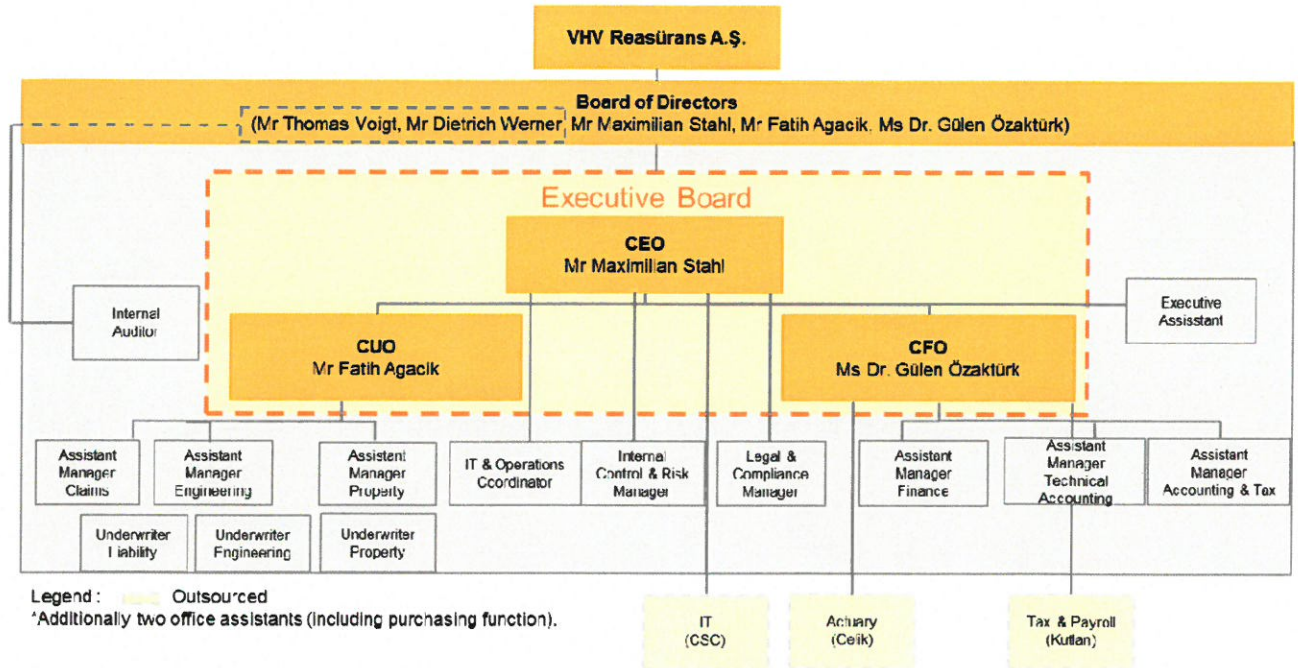 VHV Reasürans A.Ş.
Board of Directors
(Mr Thomas Voigt, Mr Dietrich Werner, Mr Maximilian Stahl, Mr Fatih Agacik, Ms Dr. Gülen Özaktürk)
Executive Board
CEO
Mr Maximilian Stahl
Internal
Auditor
Executive
Assisstant
CUO
Mr Fatih Agacik
CFO
Ms Dr. Gülen Özaktürk
Assistant
Manager
Claims
Assistant
Manager
Engineering
Assistant
Manager
Property
IT & Operations
Coordinator
Internal
Control & Risk
Manager
Legal &
Compliance
Manager
Assistant
Manager
Finance
Assistant
Manager
Technical
Accounting
Assistant
Manager
Accounting & Tax
Underwriter
Liability
Underwriter
Engineering
Underwriter
Property
Legend : Outsourced
*Additionally two office assistants (including purchasing function).
IT
(CSC)
Actuary
(Celik)
Tax & Payroll
(Kutlan)